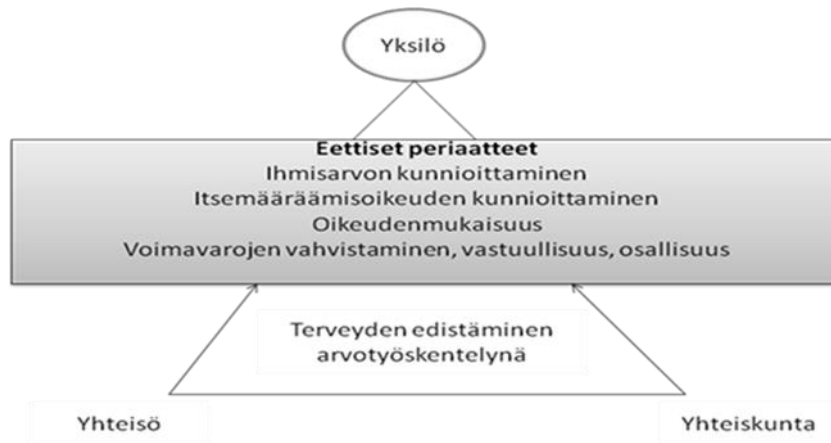 Yksilö
Eettiset periaatteet
Ihmisarvon kunnioittaminen
Itsemääräämisoikeuden kunnioittaminen
Oikeudenmukaisuus
Voimavarojen vahvistaminen, vastuullisuus, osallisuus
Terveyden edistäminen
arvotyöskentelynä
Yhteisö
Yhteiskunta